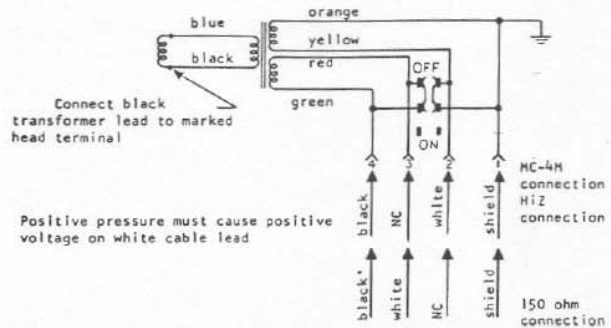 orange
blue
yellow
black
red
OFF
green
Connect black
transformer lead to marked
head terminal
ON
4 3 2 1
MC-4M
connection
HiZ
connection
black NC white shield
Positive pressure must cause positive
voltage on white cable lead
black' white NC shield
150 ohm
connection